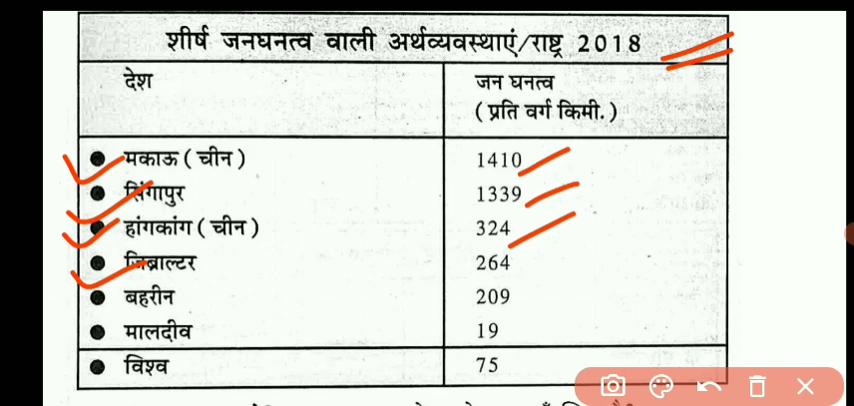 शीर्ष जनघनत्व वाली अर्थव्यवस्थाएं/राष्ट्र 2018
देश
जन घनत्व
( प्रति वर्ग किमी. )
मकाऊ ( चीन ) 1410
सिंगापुर 1339
हांगकांग ( चीन ) 324
जिब्राल्टर 264
बहरीन 209
मालदीव 19
विश्व 75